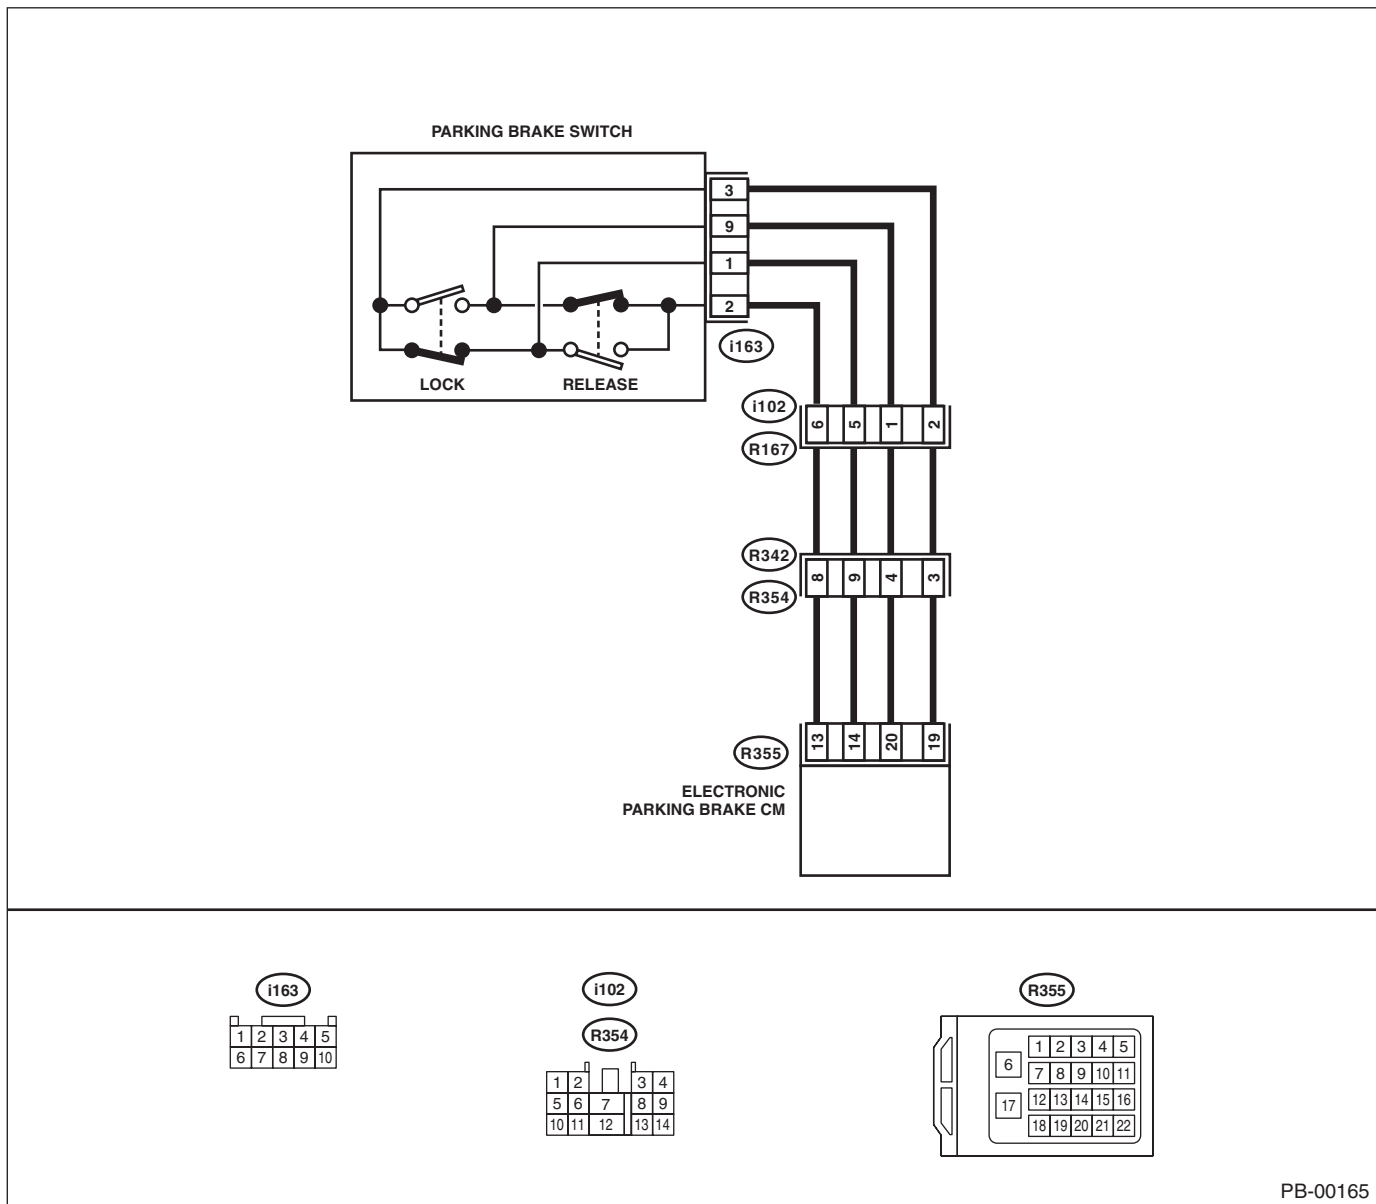 PARKING BRAKE SWITCH
3
9
1
2
i163
LOCK
RELEASE
i102
6 5 1 2
R167
R342
8 9 4 3
R354
R355
13 14 20 19
ELECTRONIC
PARKING BRAKE CM
i163
1 2 3 4 5
6 7 8 9 10
i102
R354
1 2 3 4
5 6 7 8 9
10 11 12 13 14
R355
1 2 3 4 5
6
7 8 9 10 11
17
12 13 14 15 16
18 19 20 21 22
PB-00165